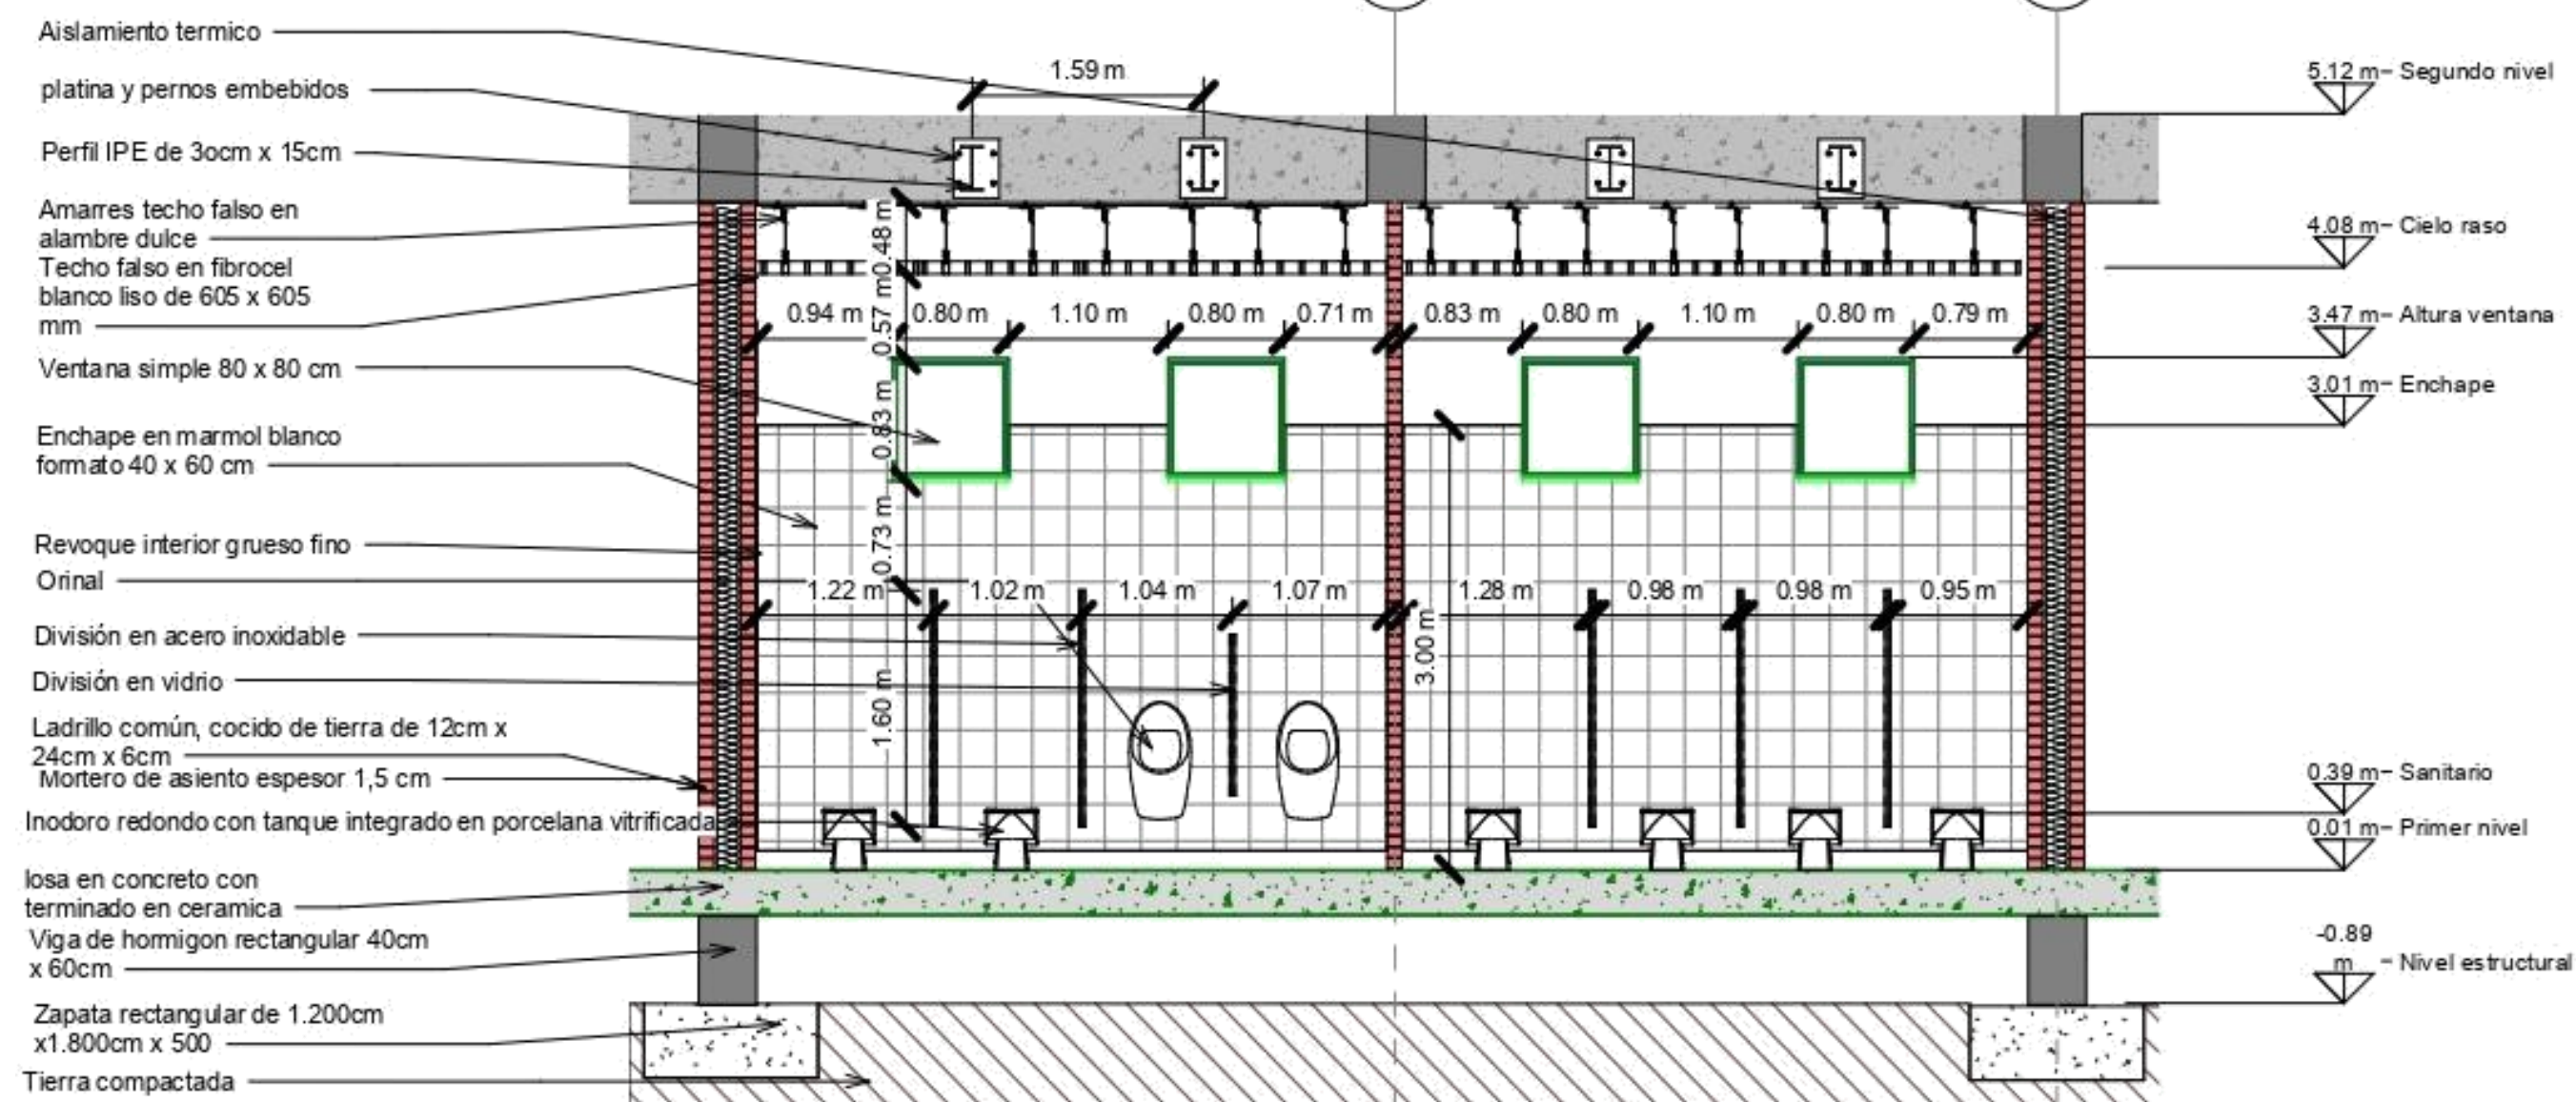 Aislamiento termico
platina y pernos embebidos
Perfil IPE de 3ocm x 15cm
Amarres techo falso en
alambre dulce
Techo falso en fibrocel
blanco liso de 605 x 605
mm
Ventana simple 80 x 80 cm
Enchape en marmol blanco
formato 40 x 60 cm
Revoque interior grueso fino
Orinal
División en acero inoxidable
División en vidrio
Ladrillo común, cocido de tierra de 12cm x
24cm x 6cm
Mortero de asiento espesor 1,5 cm
Inodoro redondo con tanque integrado en porcelana vitrificada
losa en concreto con
terminado en ceramica
Viga de hormigon rectangular 40cm
x 60cm
Zapata rectangular de 1.200cm
x1.800cm x 500
Tierra compactada
1.59 m
0.48 m
0.57 m
0.83 m
0.73 m
1.60 m
0.94 m 0.80 m 1.10 m 0.80 m 0.71 m 0.83 m 0.80 m 1.10 m 0.80 m 0.79 m
1.22 m 1.02 m 1.04 m 1.07 m 1.28 m 0.98 m 0.98 m 0.95 m
3.00 m
5.12 m – Segundo nivel
4.08 m – Cielo raso
3.47 m – Altura ventana
3.01 m – Enchape
0.39 m – Sanitario
0.01 m – Primer nivel
-0.89
m – Nivel estructural